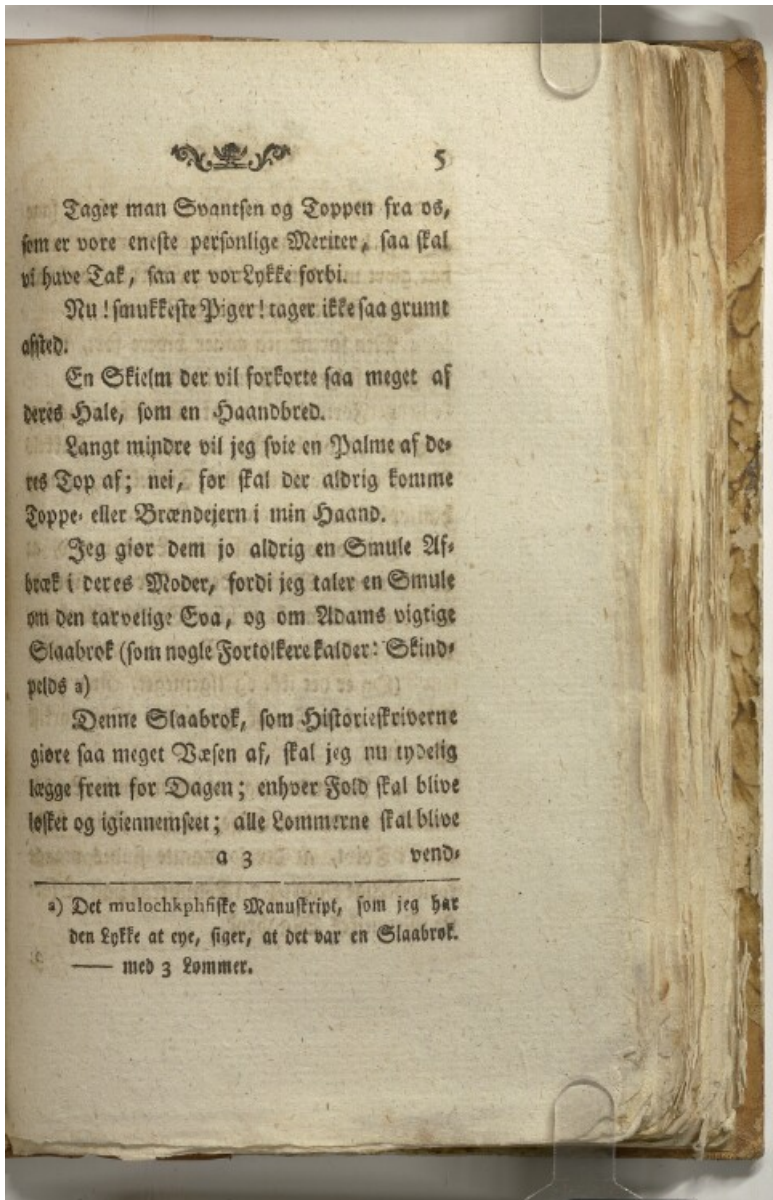 5
Tager man Svantsen og Toppen fra os,
som er vore eneste personlige Meriter, saa skal
vi have Tak, saa er vor Lykke forbi.
Nu! smukkeste Piger! tager ikke saa grumt
afsted.
En Skielm der vil forkorte saa meget af
deres Hale, som en Haandbred.
Langt mindre vil jeg svie en Palme af de-
res Top af; nei, før skal der aldrig komme
Toppe- eller Brændejern i min Haand.
Jeg giør dem jo aldrig en Smule Af-
bræk i deres Moder, fordi jeg taler en Smule
om den tarvelige Eva, og om Adams vigtige
Slaabrok (som nogle Fortolkere kalder: Skind-
pelds a)
Denne Slaabrok, som Historieskriverne
giøre saa meget Væsen af, skal jeg nu tydelig
lægge frem for Dagen; enhver Fold skal blive
løsket og igiennemseet; alle Lommerne skal blive
a 3 vend-
a) Det mulochkphfiske Manuskript, som jeg har
den Lykke at eye, siger, at det var en Slaabrok.
— med 3 Lommer.